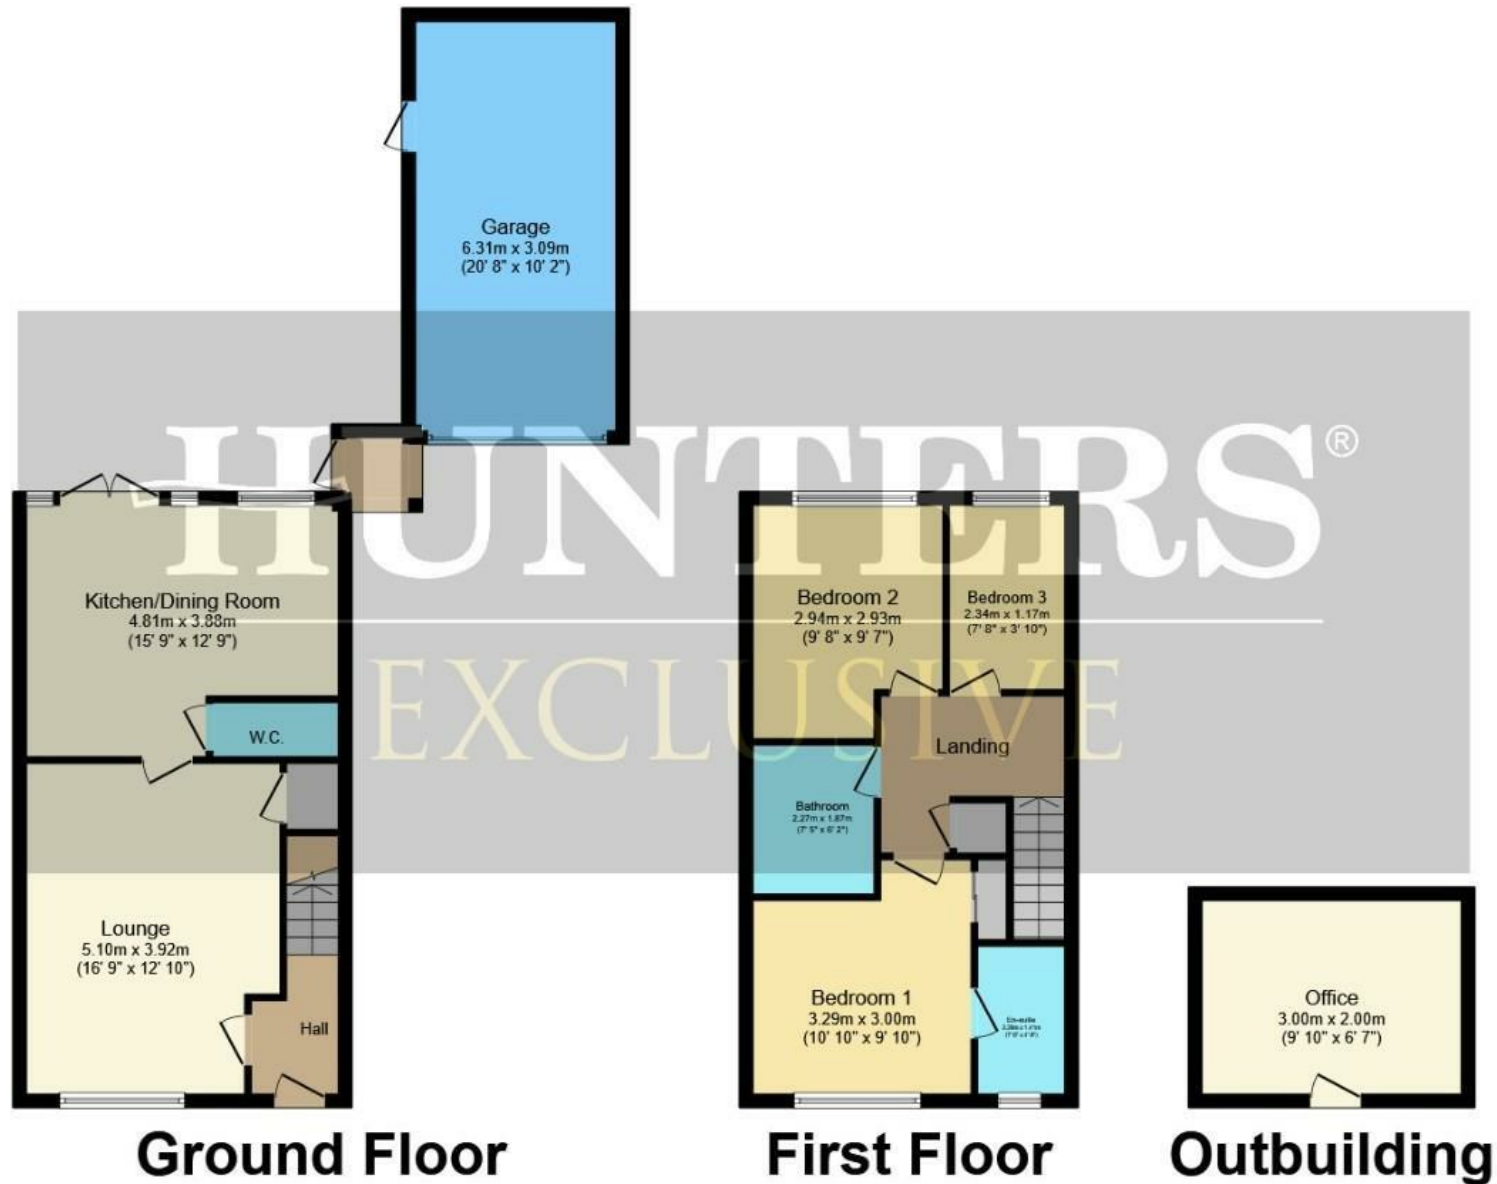 Garage
6.31m x 3.09m
(20' 8" x 10' 2")
HUNTERS®
EXCLUSIVE
Kitchen/Dining Room
4.81m x 3.88m
(15' 9" x 12' 9")
W.C.
Lounge
5.10m x 3.92m
(16' 9" x 12' 10")
Hall
Ground Floor
Bedroom 2
2.94m x 2.93m
(9' 8" x 9' 7")
Bedroom 3
2.34m x 1.17m
(7' 8" x 3' 10")
Landing
Bathroom
2.27m x 1.87m
(7' 5" x 6' 2")
Bedroom 1
3.29m x 3.00m
(10' 10" x 9' 10")
En-suite
First Floor
Office
3.00m x 2.00m
(9' 10" x 6' 7")
Outbuilding